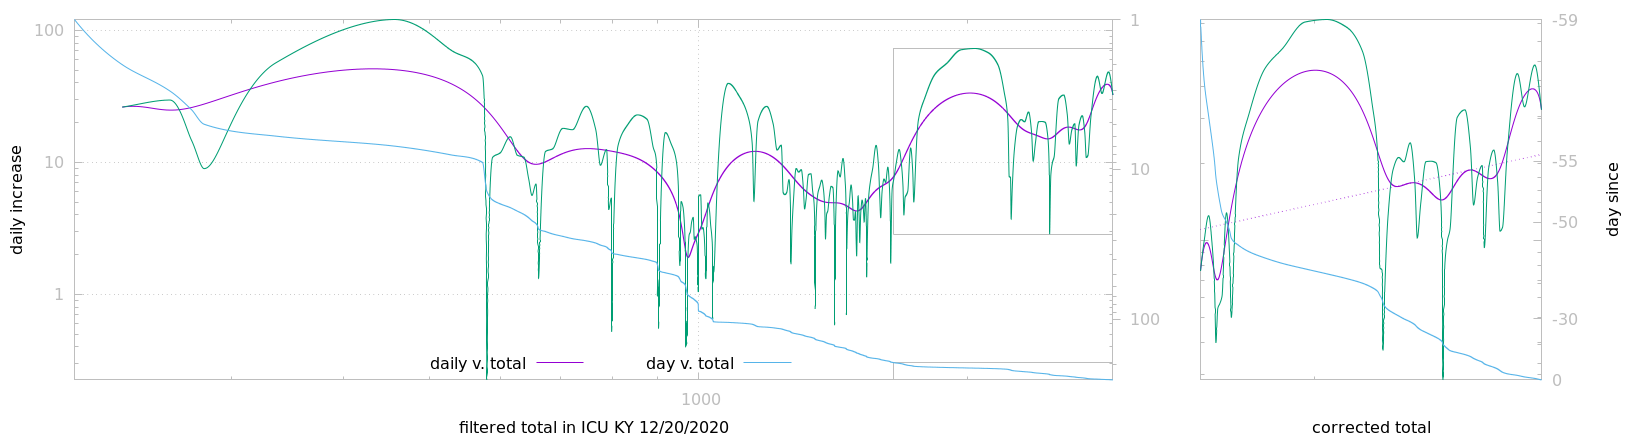 100
10
1
daily increase
daily v. total
day v. total
1000
filtered total in ICU KY 12/20/2020
1
10
100
-59
-55
-50
-30
0
day since
corrected total